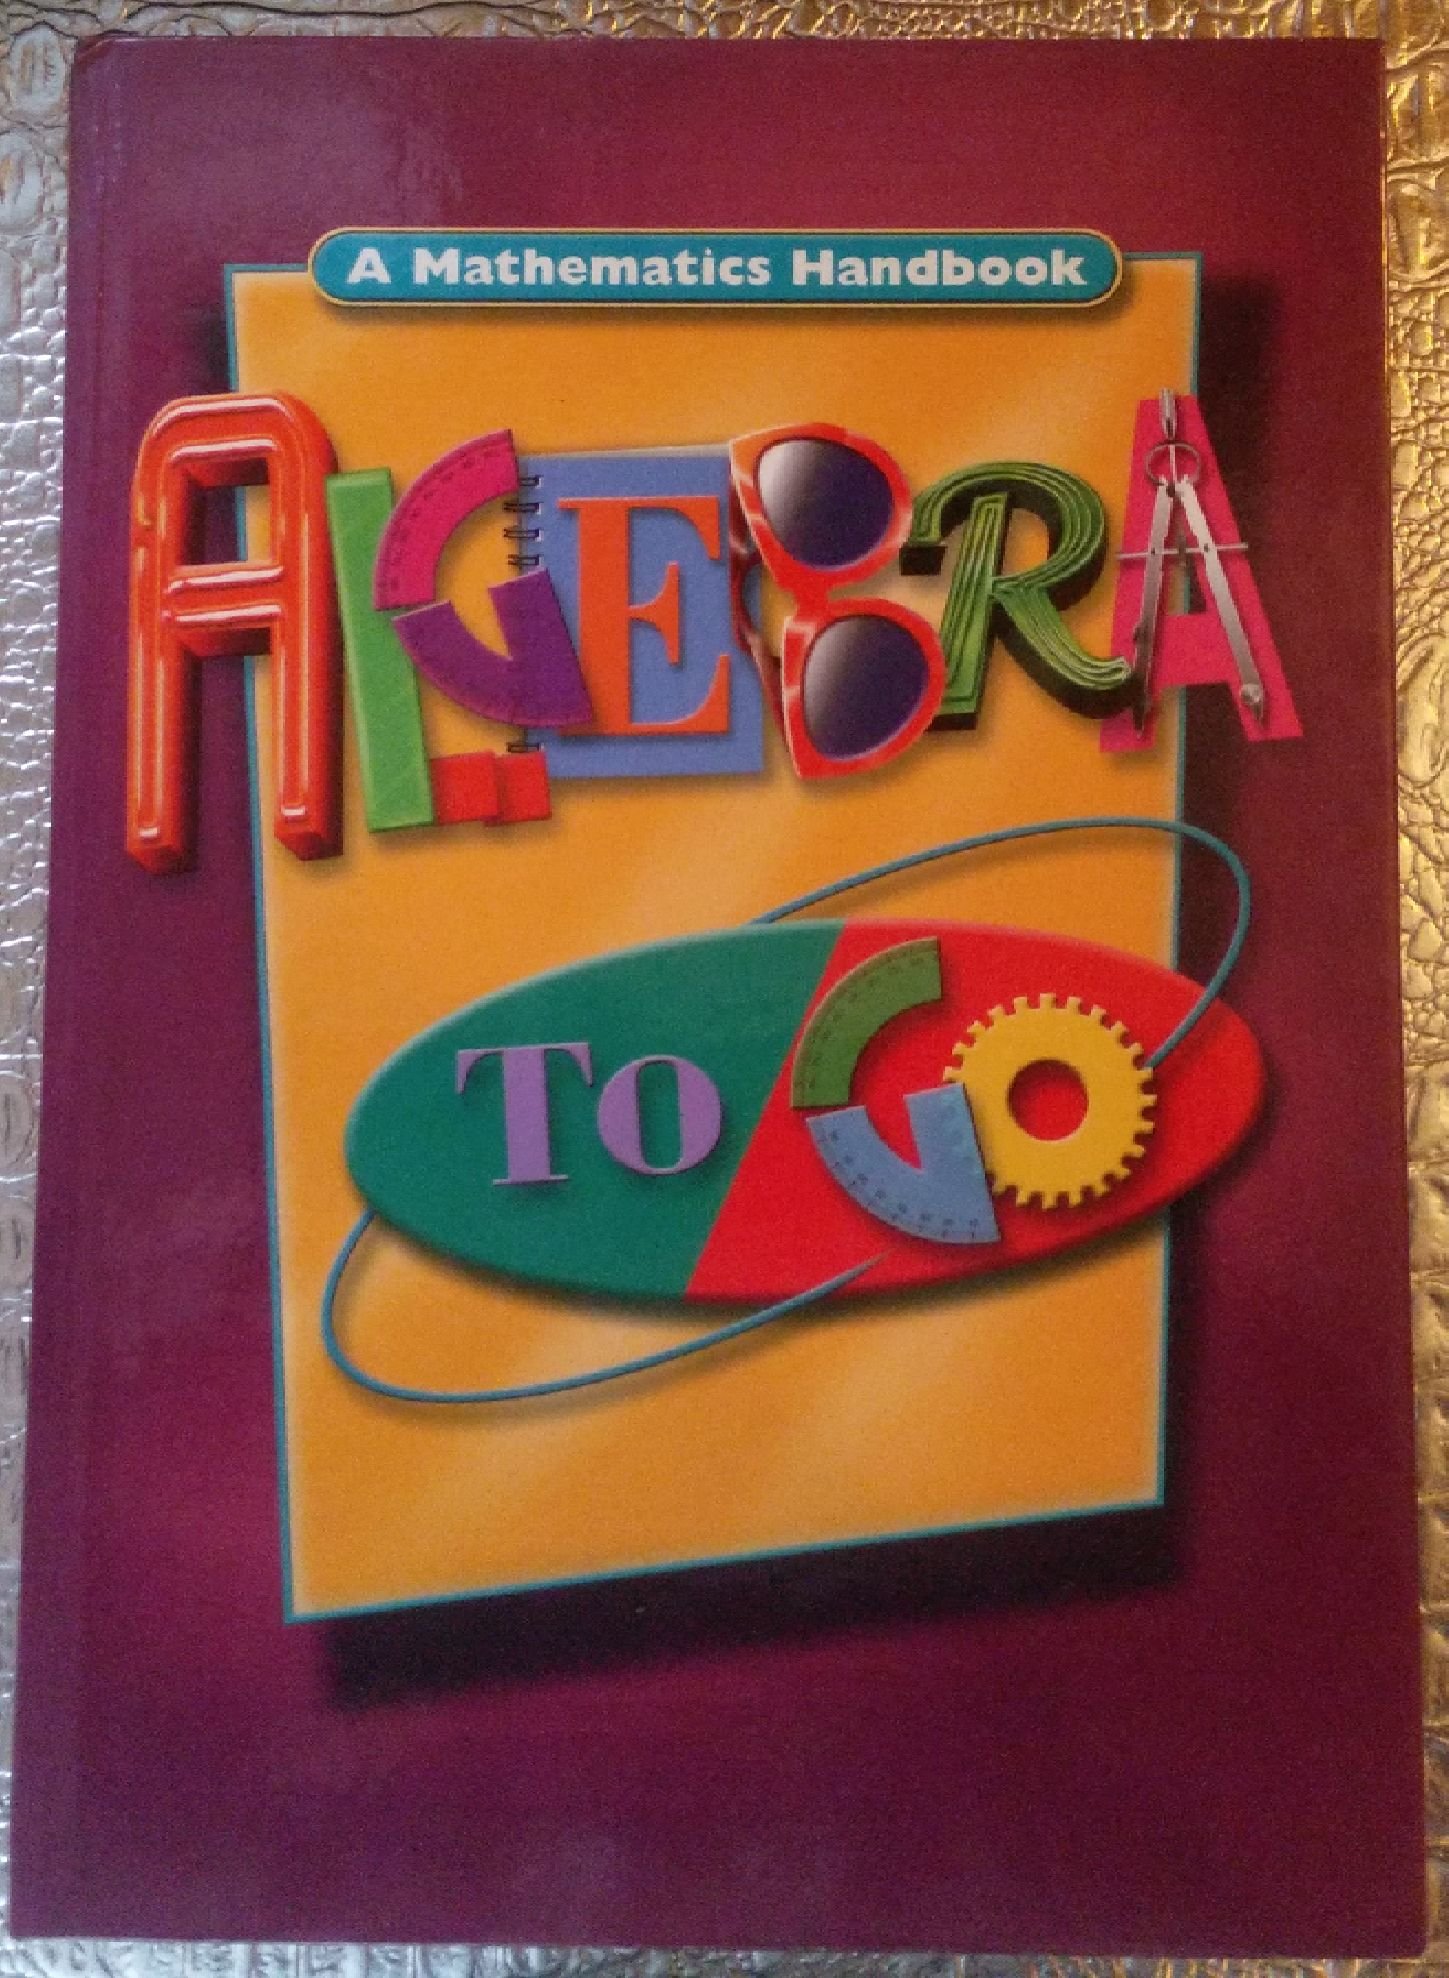 A Mathematics Handbook
ALGEBRA
To GO